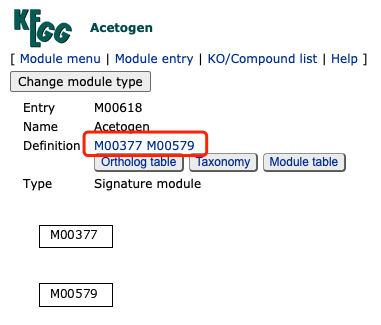 KEGG Acetogen
[ Module menu | Module entry | KO/Compound list | Help ]
Change module type
Entry M00618
Name Acetogen
Definition M00377 M00579
Ortholog table Taxonomy Module table
Type Signature module
M00377
M00579